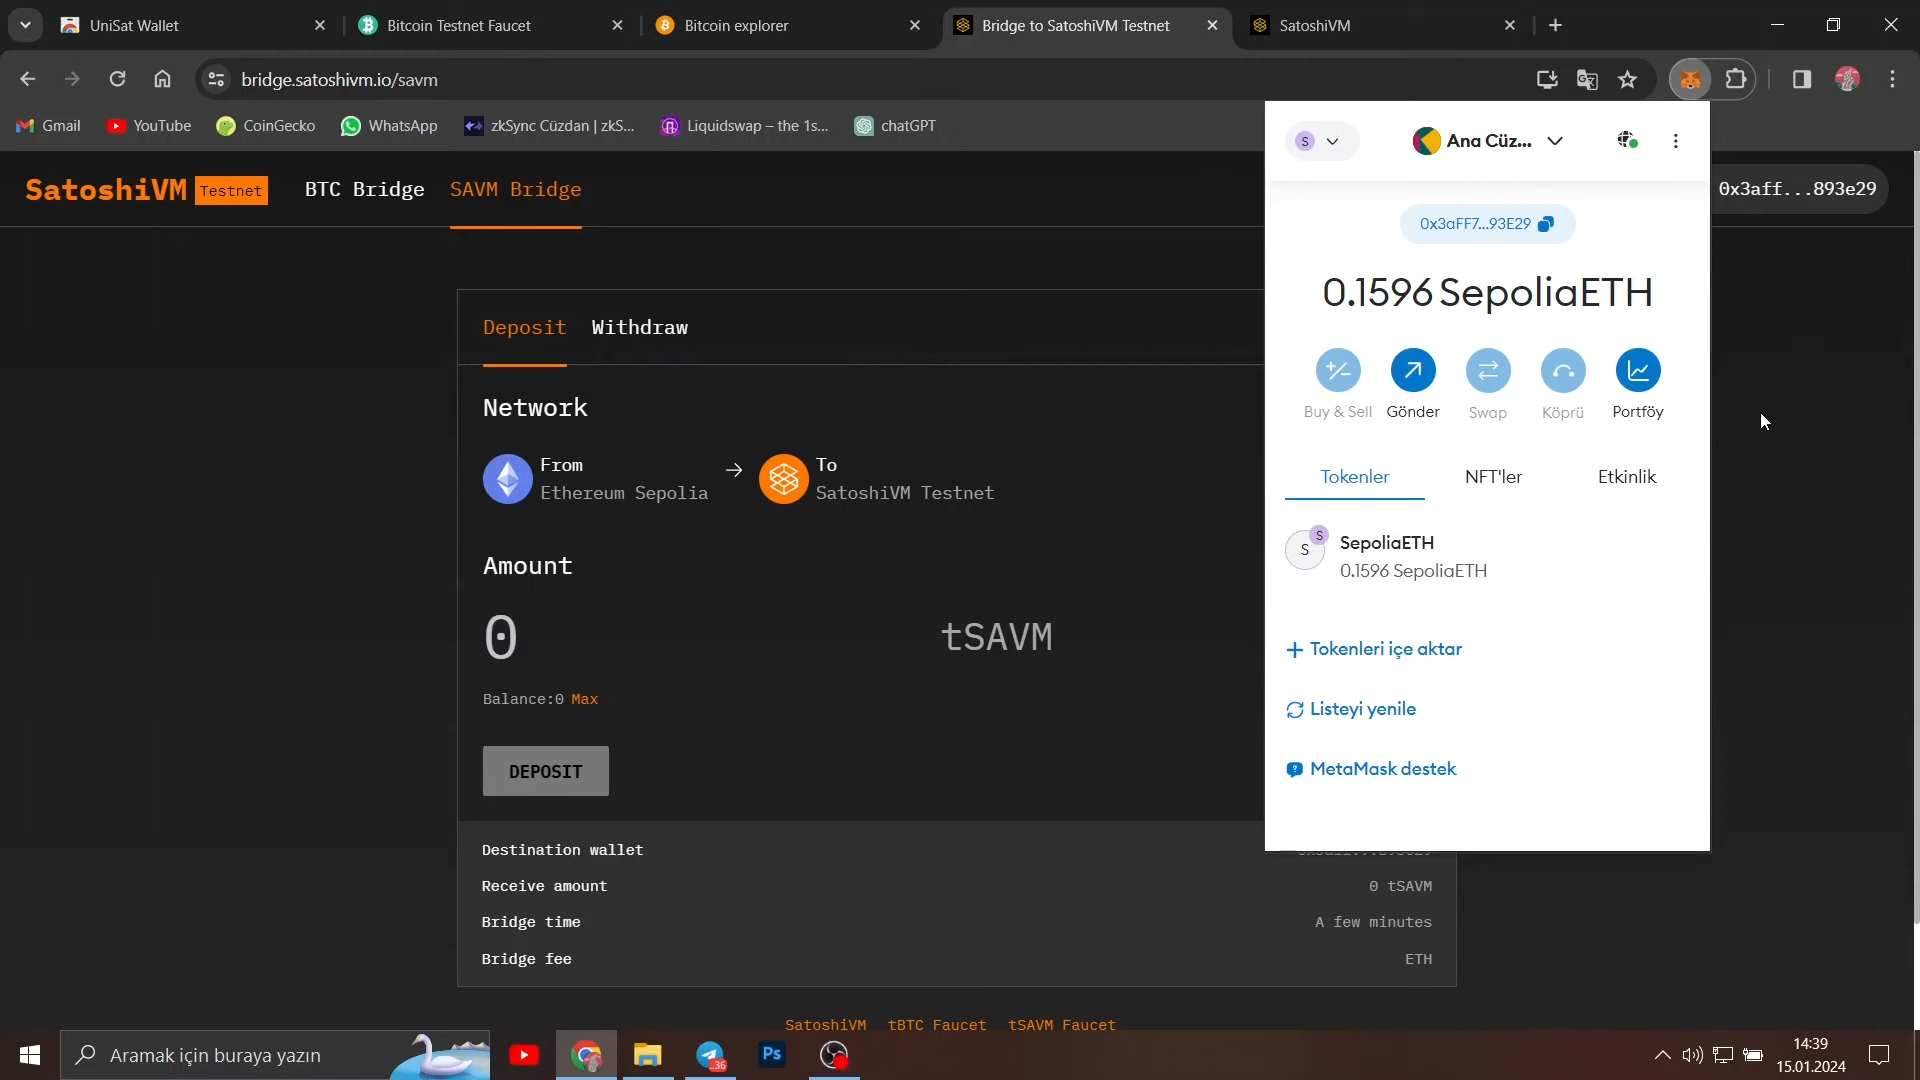 UniSat Wallet
Bitcoin Testnet Faucet
Bitcoin explorer
Bridge to SatoshiVM Testnet
SatoshiVM
bridge.satoshivm.io/savm
Gmail
YouTube
CoinGecko
WhatsApp
zkSync Cüzdan | zkS...
Liquidswap – the 1s...
chatGPT
SatoshiVM Testnet
BTC Bridge
SAVM Bridge
0x3aff...893e29
S
Ana Cüz...
0x3aFF7...93E29
0.1596 SepoliaETH
Buy & Sell
Gönder
Swap
Köprü
Portföy
Tokenler
NFT'ler
Etkinlik
S
S
SepoliaETH
0.1596 SepoliaETH
Tokenleri içe aktar
Listeyi yenile
MetaMask destek
Deposit
Withdraw
Network
From
Ethereum Sepolia
To
SatoshiVM Testnet
Amount
0
tSAVM
Balance:0 Max
DEPOSIT
Destination wallet
Receive amount
0 tSAVM
Bridge time
A few minutes
Bridge fee
ETH
SatoshiVM
tBTC Faucet
tSAVM Faucet
Aramak için buraya yazın
..36
Ps
14:39
15.01.2024